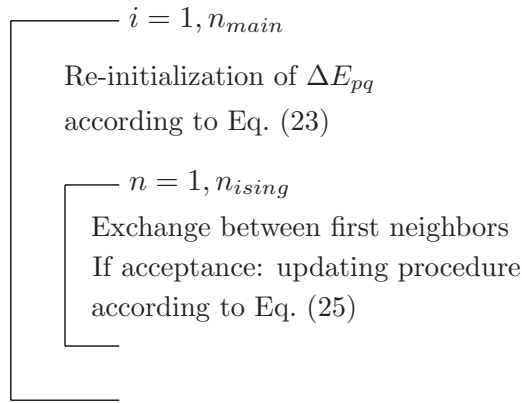 i = 1, n_main
Re-initialization of ΔE_pq
according to Eq. (23)
n = 1, n_ising
Exchange between first neighbors
If acceptance: updating procedure
according to Eq. (25)